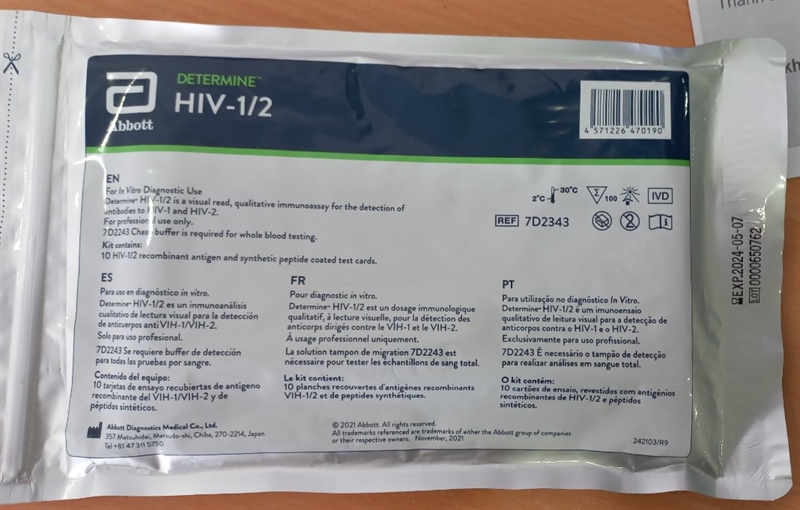 DETERMINE™
HIV-1/2
Abbott
4 571226 470190
EN
For In Vitro Diagnostic Use
Determine™ HIV-1/2 is a visual read, qualitative immunoassay for the detection of
antibodies to HIV-1 and HIV-2.
For professional use only.
7D2243 Chase buffer is required for whole blood testing.
Kit contains:
10 HIV-1/2 recombinant antigen and synthetic peptide coated test cards.
2°C 30°C
Σ 100
IVD
REF 7D2343
ES
Para uso en diagnóstico in vitro.
Determine™ HIV-1/2 es un inmunoanálisis
cualitativo de lectura visual para la detección
de anticuerpos anti VIH-1/VIH-2.
Solo para uso profesional.
7D2243 Se requiere buffer de detección
para todas las pruebas por sangre.
Contenido del equipo:
10 tarjetas de ensayo recubiertas de antígeno
recombinante del VIH-1/VIH-2 y de
péptidos sintéticos.
FR
Pour diagnostic in vitro.
Determine™ HIV-1/2 est un dosage immunologique
qualitatif, à lecture visuelle, pour la détection des
anticorps dirigés contre le VIH-1 et le VIH-2.
À usage professionnel uniquement.
La solution tampon de migration 7D2243 est
nécessaire pour tester les échantillons de sang total.
Le kit contient:
10 planches recouvertes d'antigènes recombinants
VIH-1/2 et de peptides synthétiques.
PT
Para utilização no diagnóstico In Vitro.
Determine™ HIV-1/2 é um imunoensaio
qualitativo de leitura visual para a detecção de
anticorpos contra o HIV-1 e o HIV-2.
Exclusivamente para uso profissional.
7D2243 É necessário o tampão de detecção
para realizar análises em sangue total.
O kit contém:
10 cartões de ensaio, revestidos com antigénios
recombinantes de HIV-1/2 e péptidos
sintéticos.
Abbott Diagnostics Medical Co., Ltd.
357 Matsuhidai, Matsudo-shi, Chiba, 270-2214, Japan
Tel +81 47 311 5750
© 2021 Abbott. All rights reserved.
All trademarks referenced are trademarks of either the Abbott group of companies
or their respective owners. November, 2021
242103/R9
EXP.2024-05-07
LOT 0000650762
kh